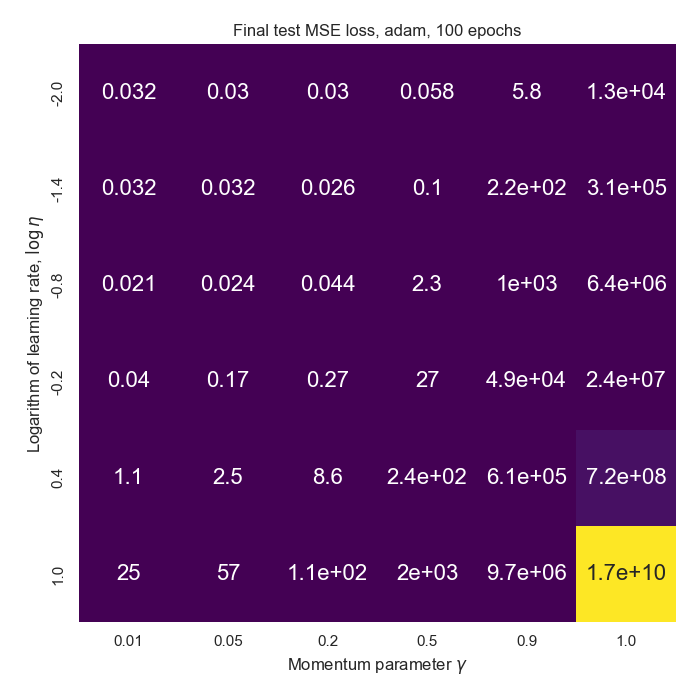 Final test MSE loss, adam, 100 epochs
Logarithm of learning rate, log η
-2.0 0.032 0.03 0.03 0.058 5.8 1.3e+04
-1.4 0.032 0.032 0.026 0.1 2.2e+02 3.1e+05
-0.8 0.021 0.024 0.044 2.3 1e+03 6.4e+06
-0.2 0.04 0.17 0.27 27 4.9e+04 2.4e+07
0.4 1.1 2.5 8.6 2.4e+02 6.1e+05 7.2e+08
1.0 25 57 1.1e+02 2e+03 9.7e+06 1.7e+10
0.01 0.05 0.2 0.5 0.9 1.0
Momentum parameter γ